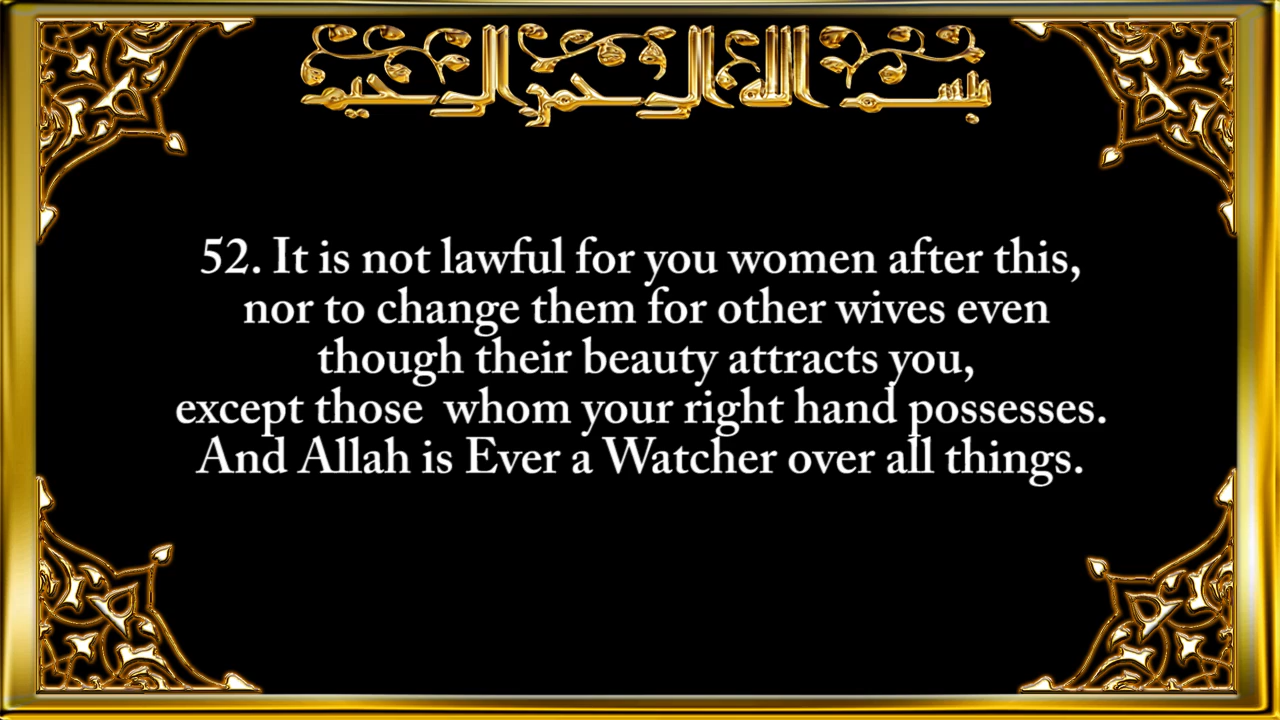 بسم الله الرحمن الرحيم
52. It is not lawful for you women after this,
nor to change them for other wives even
though their beauty attracts you,
except those  whom your right hand possesses.
And Allah is Ever a Watcher over all things.